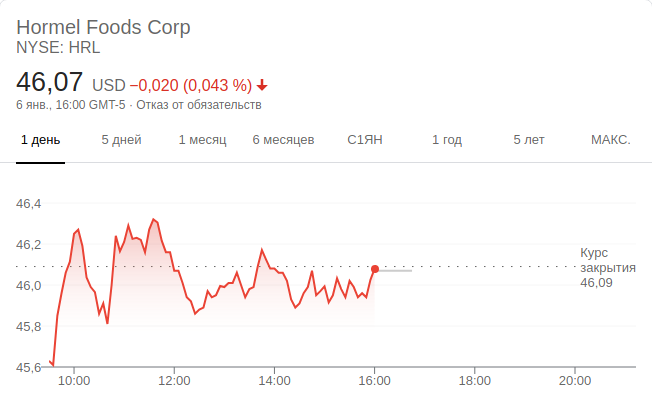 Hormel Foods Corp
NYSE: HRL
46,07 USD −0,020 (0,043 %)
6 янв., 16:00 GMT-5 · Отказ от обязательств
1 день 5 дней 1 месяц 6 месяцев С1ЯН 1 год 5 лет МАКС.
46,4
46,2
46,0
45,8
45,6
Курс
закрытия
46,09
10:00 12:00 14:00 16:00 18:00 20:00